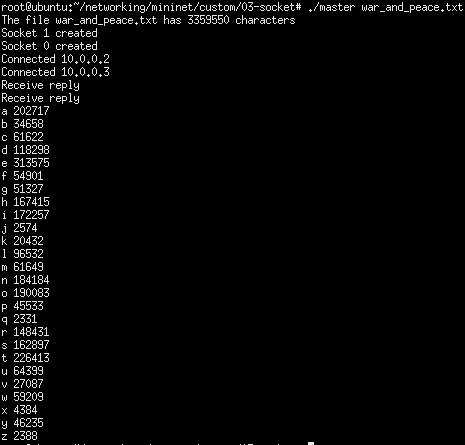 root@ubuntu:~/networking/mininet/custom/03-socket# ./master war_and_peace.txt
The file war_and_peace.txt has 3359550 characters
Socket 1 created
Socket 0 created
Connected 10.0.0.2
Connected 10.0.0.3
Receive reply
Receive reply
a 202717
b 34658
c 61622
d 118298
e 313575
f 54901
g 51327
h 167415
i 172257
j 2574
k 20432
l 96532
m 61649
n 184184
o 190083
p 45533
q 2331
r 148431
s 162897
t 226413
u 64399
v 27087
w 59209
x 4384
y 46235
z 2388